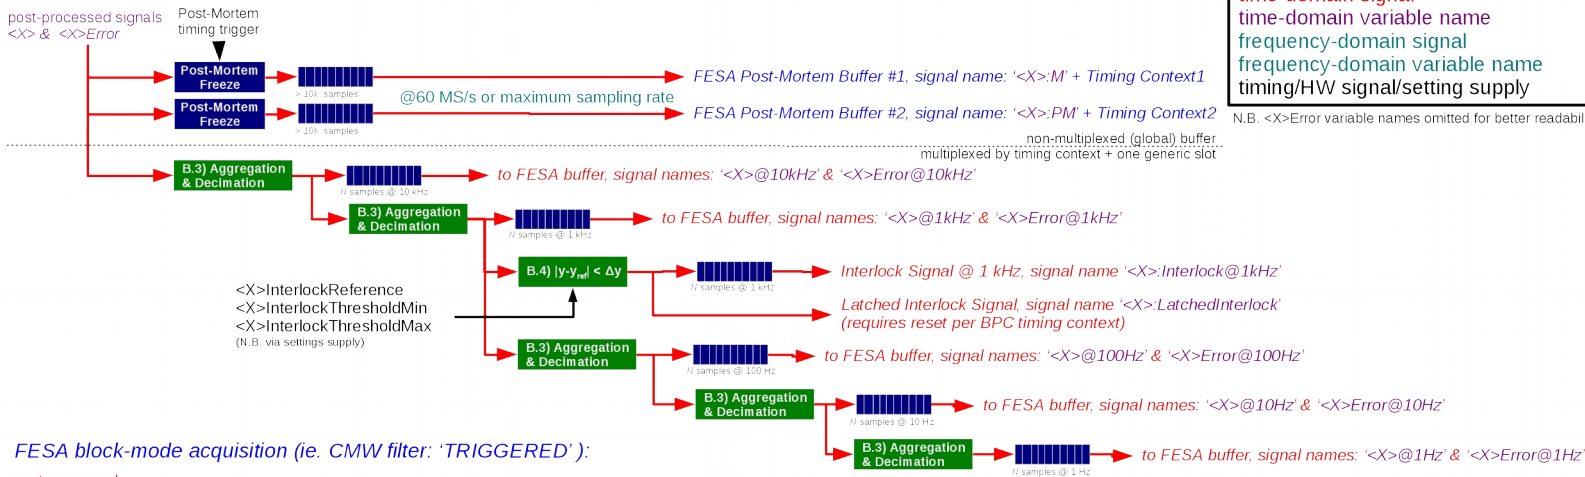 post-processed signals
<X> & <X>Error
Post-Mortem
timing trigger
time-domain signal
time-domain variable name
frequency-domain signal
frequency-domain variable name
timing/HW signal/setting supply
N.B. <X>Error variable names omitted for better readabil
Post-Mortem
Freeze
> 10k samples
FESA Post-Mortem Buffer #1, signal name: ‘<X>:M’ + Timing Context1
@60 MS/s or maximum sampling rate
Post-Mortem
Freeze
> 10k samples
FESA Post-Mortem Buffer #2, signal name: ‘<X>:PM’ + Timing Context2
non-multiplexed (global) buffer
multiplexed by timing context + one generic slot
B.3) Aggregation
& Decimation
N samples @ 10 kHz
to FESA buffer, signal names: ‘<X>@10kHz’ & ‘<X>Error@10kHz’
B.3) Aggregation
& Decimation
N samples @ 1 kHz
to FESA buffer, signal names: ‘<X>@1kHz’ & ‘<X>Error@1kHz’
B.4) |y-yref| < Δy
N samples @ 1 kHz
Interlock Signal @ 1 kHz, signal name ‘<X>:Interlock@1kHz’
<X>InterlockReference
<X>InterlockThresholdMin
<X>InterlockThresholdMax
(N.B. via settings supply)
Latched Interlock Signal, signal name ‘<X>:LatchedInterlock’
(requires reset per BPC timing context)
B.3) Aggregation
& Decimation
N samples @ 100 Hz
to FESA buffer, signal names: ‘<X>@100Hz’ & ‘<X>Error@100Hz’
B.3) Aggregation
& Decimation
N samples @ 10 Hz
to FESA buffer, signal names: ‘<X>@10Hz’ & ‘<X>Error@10Hz’
B.3) Aggregation
& Decimation
N samples @ 1 Hz
to FESA buffer, signal names: ‘<X>@1Hz’ & ‘<X>Error@1Hz’
FESA block-mode acquisition (ie. CMW filter: ‘TRIGGERED’ ):